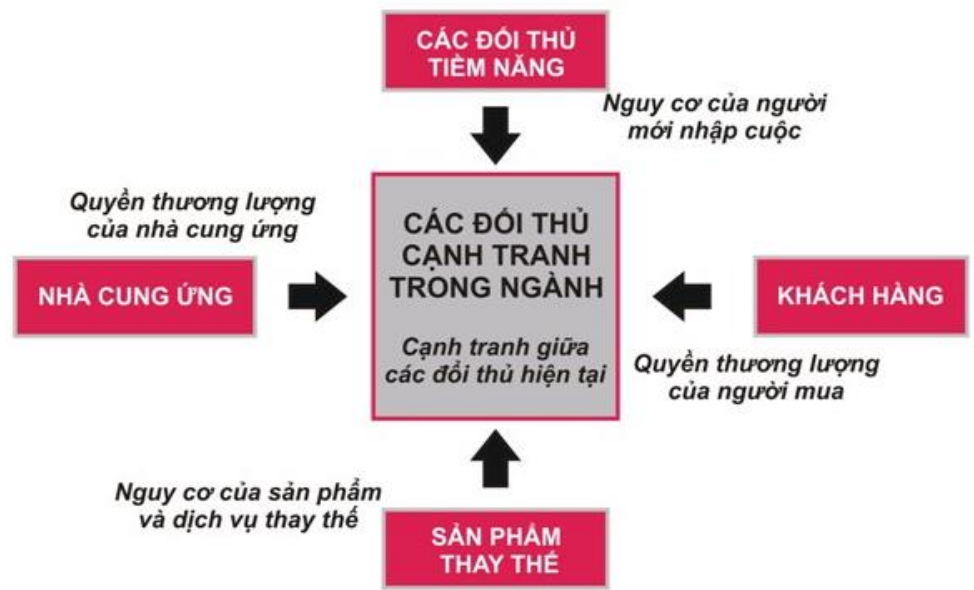 CÁC ĐỐI THỦ
TIỀM NĂNG
Nguy cơ của người
mới nhập cuộc
Quyền thương lượng
của nhà cung ứng
NHÀ CUNG ỨNG
CÁC ĐỐI THỦ
CẠNH TRANH
TRONG NGÀNH
Cạnh tranh giữa
các đổi thủ hiện tại
KHÁCH HÀNG
Quyền thương lượng
của người mua
Nguy cơ của sản phẩm
và dịch vụ thay thế
SẢN PHẨM
THAY THẾ